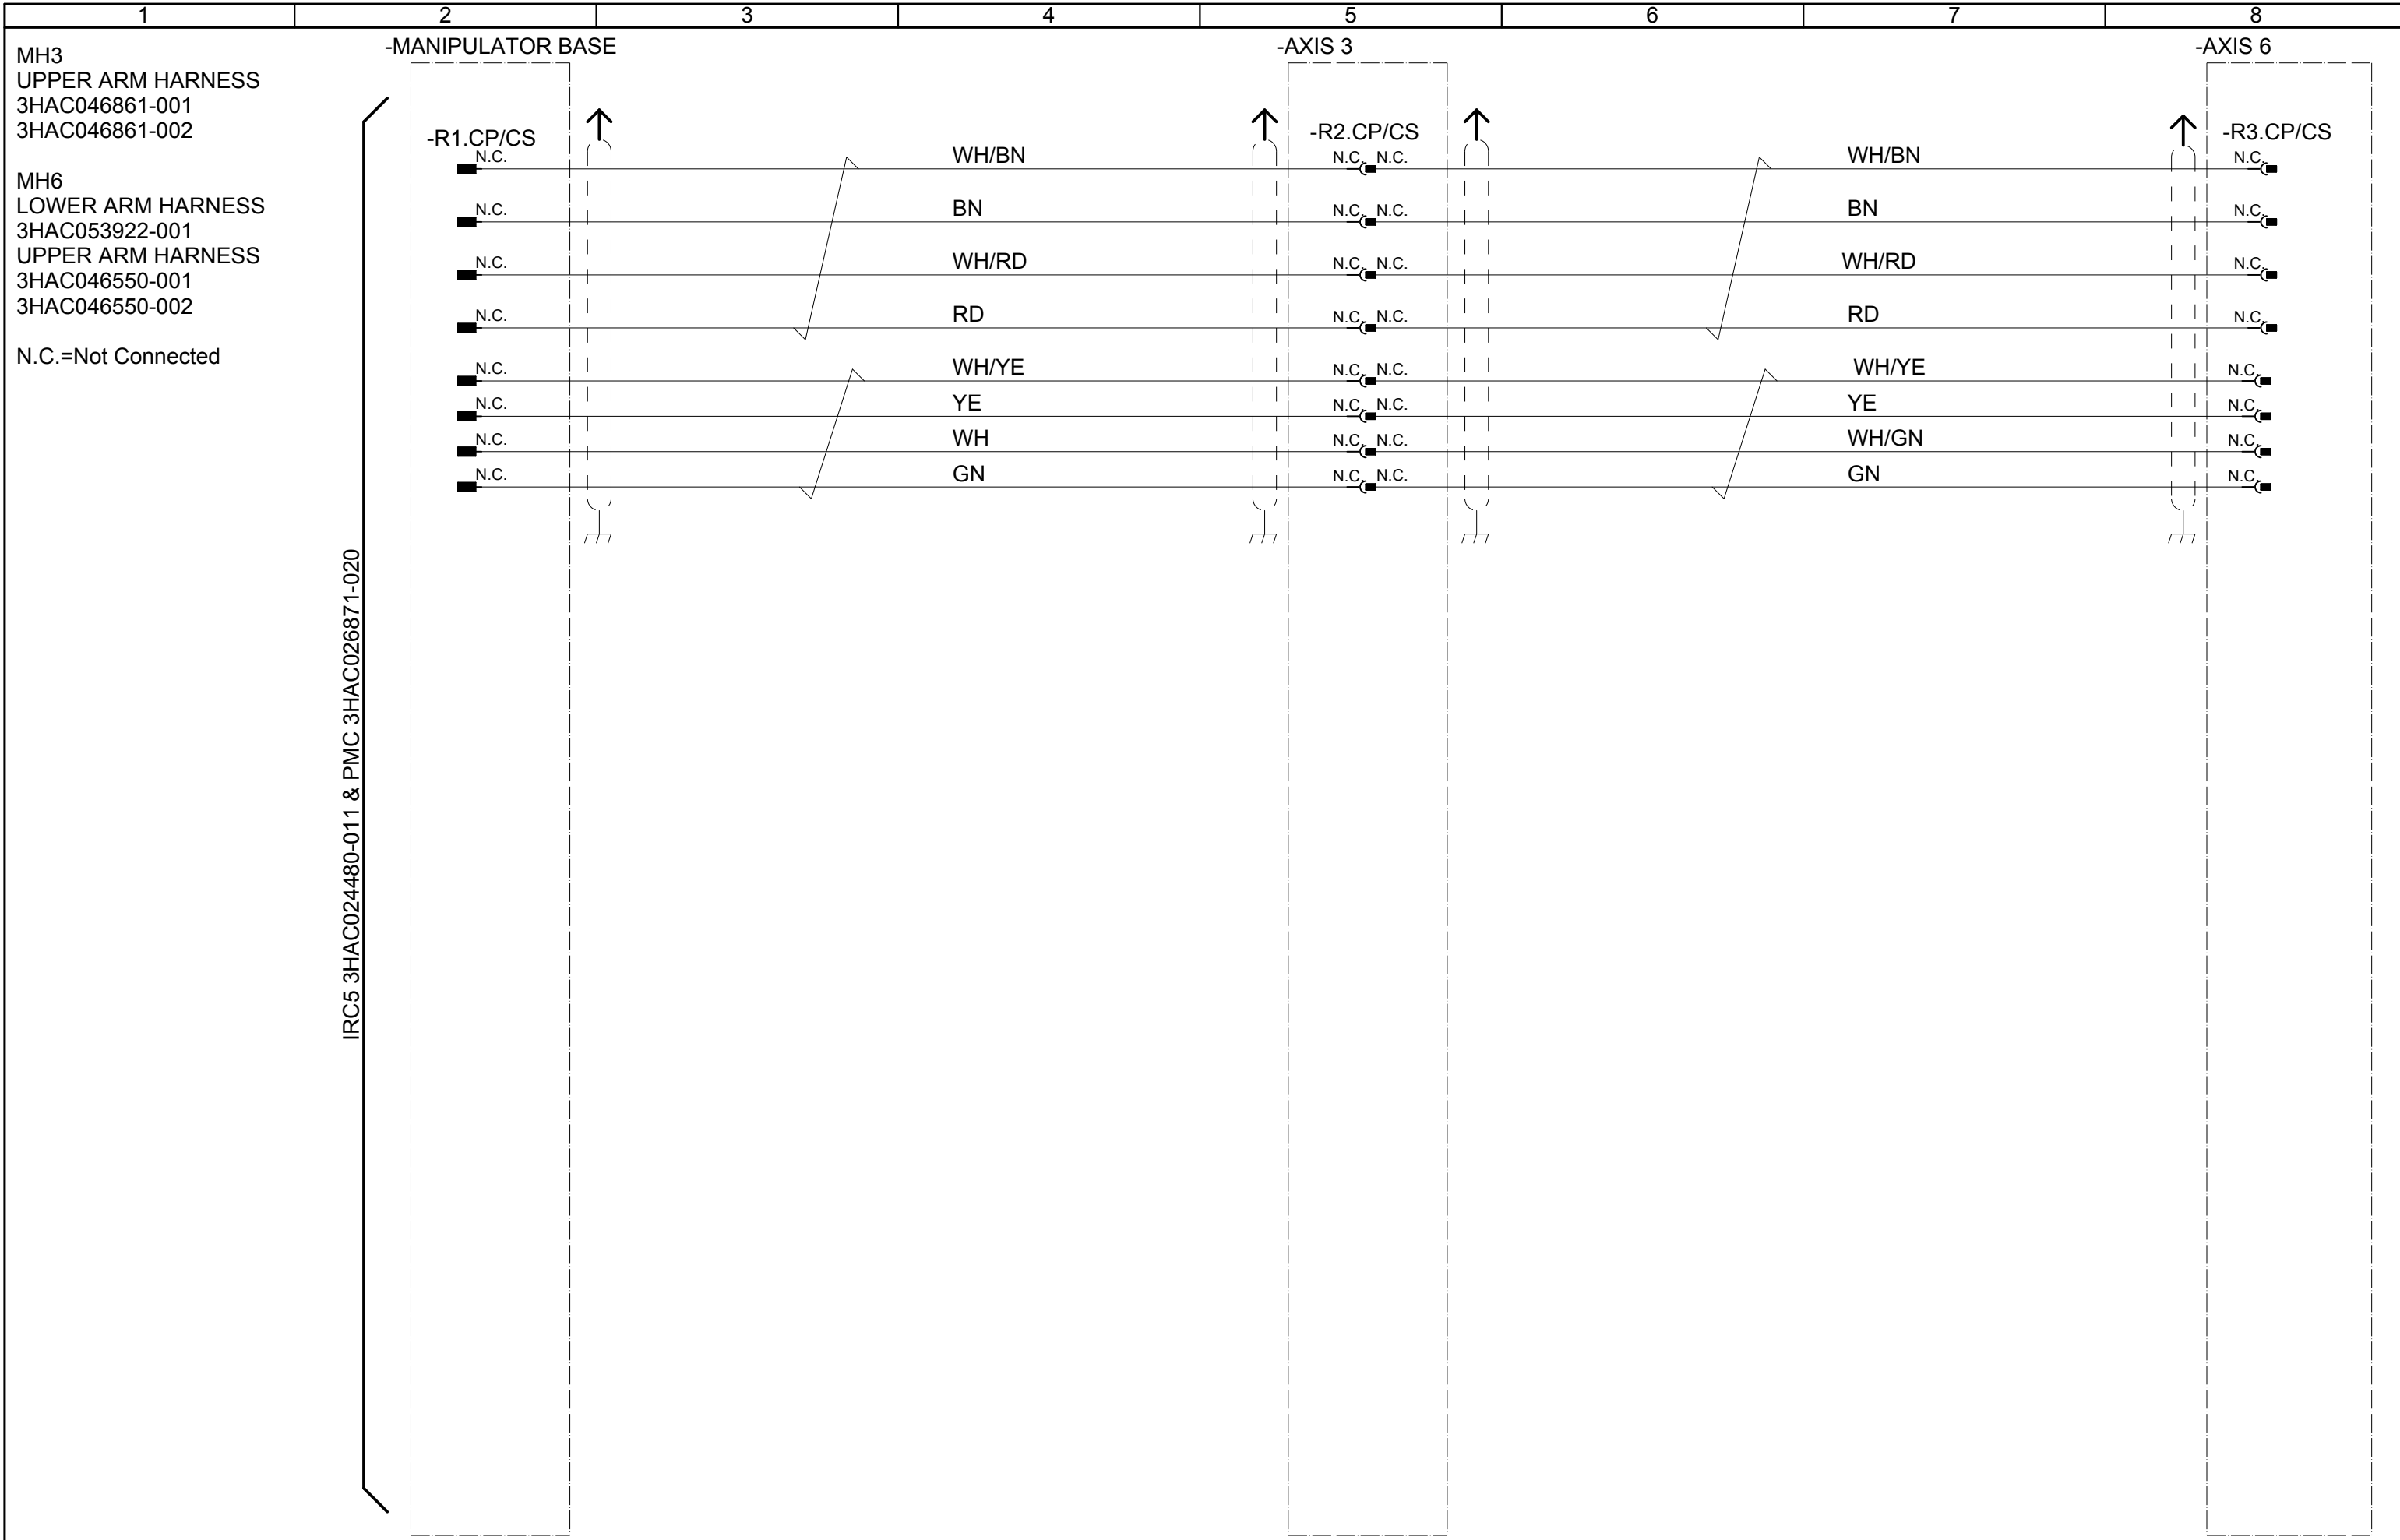 1 2 3 4 5 6 7 8
MH3
UPPER ARM HARNESS
3HAC046861-001
3HAC046861-002
MH6
LOWER ARM HARNESS
3HAC053922-001
UPPER ARM HARNESS
3HAC046550-001
3HAC046550-002
N.C.=Not Connected
IRC5 3HAC024480-011 & PMC 3HAC026871-020
-MANIPULATOR BASE -AXIS 3 -AXIS 6
-R1.CP/CS -R2.CP/CS -R3.CP/CS
N.C. WH/BN N.C. N.C. WH/BN N.C.
N.C. BN N.C. N.C. BN N.C.
N.C. WH/RD N.C. N.C. WH/RD N.C.
N.C. RD N.C. N.C. RD N.C.
N.C. WH/YE N.C. N.C. WH/YE N.C.
N.C. YE N.C. N.C. YE N.C.
N.C. WH N.C. N.C. WH/GN N.C.
N.C. GN N.C. N.C. GN N.C.